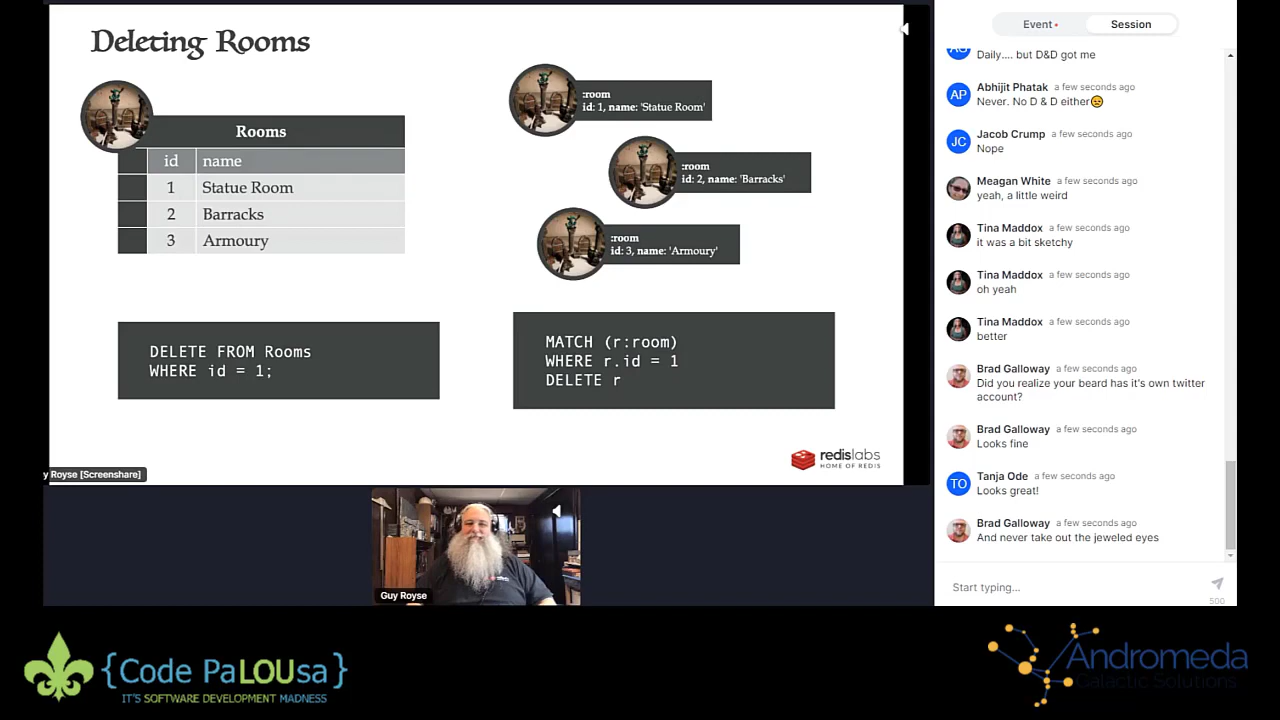 Deleting Rooms
Rooms
id name
1 Statue Room
2 Barracks
3 Armoury
:room
id: 1, name: 'Statue Room'
:room
id: 2, name: 'Barracks'
:room
id: 3, name: 'Armoury'
DELETE FROM Rooms
WHERE id = 1;
MATCH (r:room)
WHERE r.id = 1
DELETE r
redislabs
HOME OF REDIS
y Royse [Screenshare]
Guy Royse
Event
Session
Daily.... but D&D got me
AP
Abhijit Phatak a few seconds ago
Never. No D & D either😣
JC
Jacob Crump a few seconds ago
Nope
Meagan White a few seconds ago
yeah, a little weird
Tina Maddox a few seconds ago
it was a bit sketchy
Tina Maddox a few seconds ago
oh yeah
Tina Maddox a few seconds ago
better
Brad Galloway a few seconds ago
Did you realize your beard has it's own twitter
account?
Brad Galloway a few seconds ago
Looks fine
TO
Tanja Ode a few seconds ago
Looks great!
Brad Galloway a few seconds ago
And never take out the jeweled eyes
Start typing...
500
{Code PaLOUsa}
IT'S SOFTWARE DEVELOPMENT MADNESS
Andromeda
Galactic Solutions